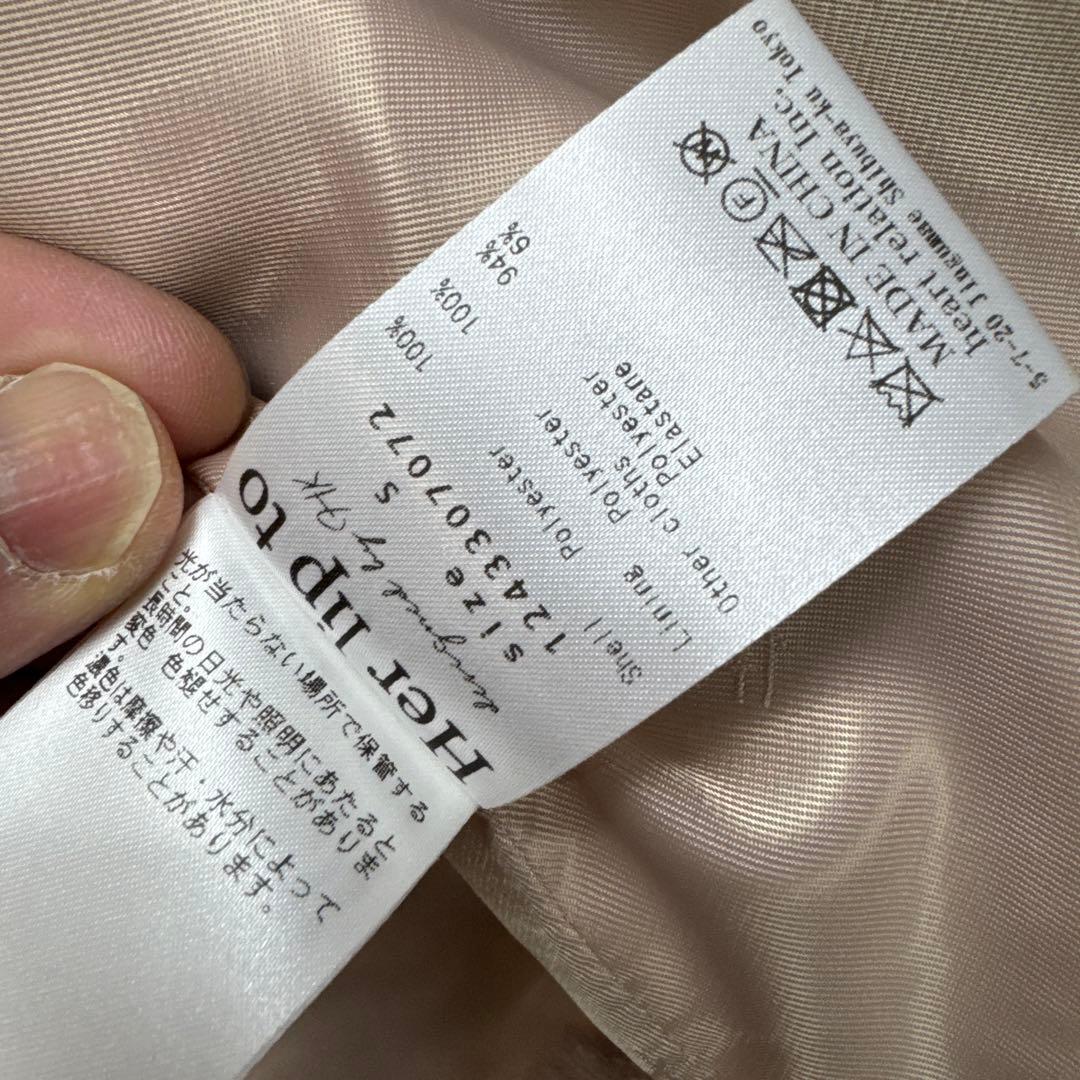 Her lip to
designed by MK
size S
1243307072
Shell
Polyester 100%
Lining
Polyester 100%
Other cloths
Polyester 94%
Elastane 6%
MADE IN CHINA
heart relation Inc.
5-7-20 Jingumae Shibuya-ku Tokyo
光が当たらない場所で保管する
こと。
長時間の日光や照明にあたると
変色 色褪せすることがありま
す。
濃色は摩擦や汗・水分によって
色移りすることがあります。